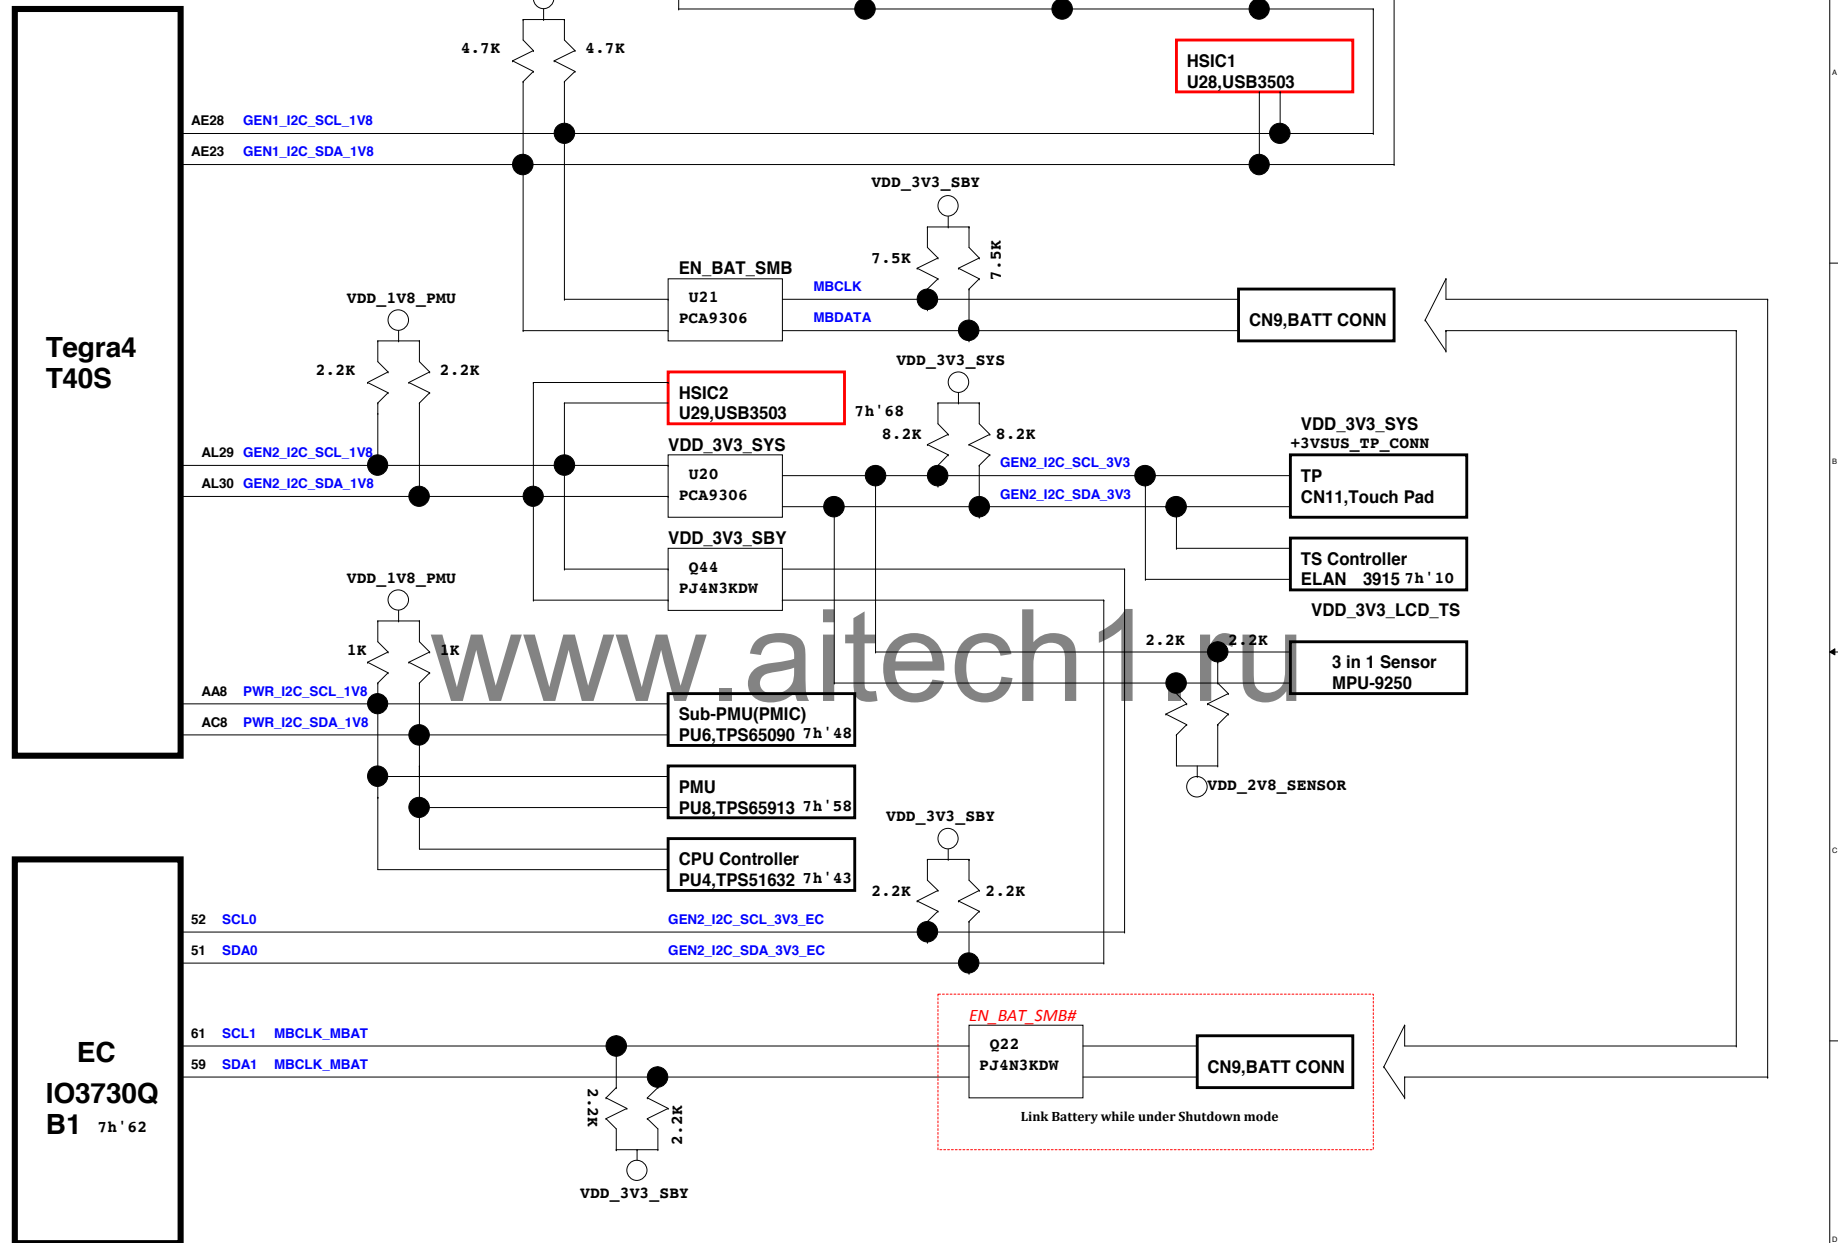 4.7K 4.7K
HSIC1
U28,USB3503
A
AE28 GEN1_I2C_SCL_1V8
AE23 GEN1_I2C_SDA_1V8
VDD_3V3_SBY
7.5K 7.5K
EN_BAT_SMB
U21
PCA9306
MBCLK
MBDATA
CN9,BATT CONN
VDD_1V8_PMU
2.2K 2.2K
Tegra4
T40S
VDD_3V3_SYS
HSIC2
U29,USB3503
7h'68
8.2K 8.2K
VDD_3V3_SYS
+3VSUS_TP_CONN
AL29 GEN2_I2C_SCL_1V8
AL30 GEN2_I2C_SDA_1V8
VDD_3V3_SYS
U20
PCA9306
GEN2_I2C_SCL_3V3
GEN2_I2C_SDA_3V3
TP
CN11,Touch Pad
B
VDD_3V3_SBY
Q44
PJ4N3KDW
TS Controller
ELAN 3915 7h'10
VDD_3V3_LCD_TS
VDD_1V8_PMU
1K 1K
www.aitech1.ru
2.2K 2.2K
3 in 1 Sensor
MPU-9250
AA8 PWR_I2C_SCL_1V8
AC8 PWR_I2C_SDA_1V8
Sub-PMU(PMIC)
PU6,TPS65090 7h'48
VDD_2V8_SENSOR
PMU
PU8,TPS65913 7h'58
VDD_3V3_SBY
CPU Controller
PU4,TPS51632 7h'43
2.2K 2.2K
C
52 SCL0 GEN2_I2C_SCL_3V3_EC
51 SDA0 GEN2_I2C_SDA_3V3_EC
EC
IO3730Q
B1 7h'62
61 SCL1 MBCLK_MBAT
59 SDA1 MBCLK_MBAT
EN_BAT_SMB#
Q22
PJ4N3KDW
CN9,BATT CONN
Link Battery while under Shutdown mode
2.2K 2.2K
VDD_3V3_SBY
D